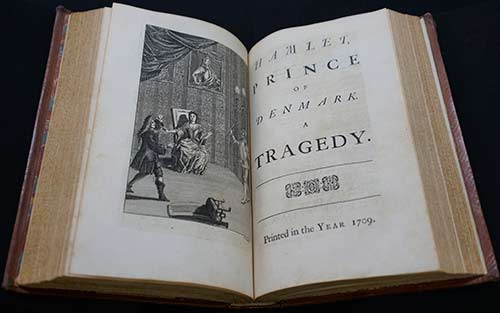 HAMLET,
PRINCE
OF
DENMARK.
A
TRAGEDY.
Printed in the YEAR 1709.